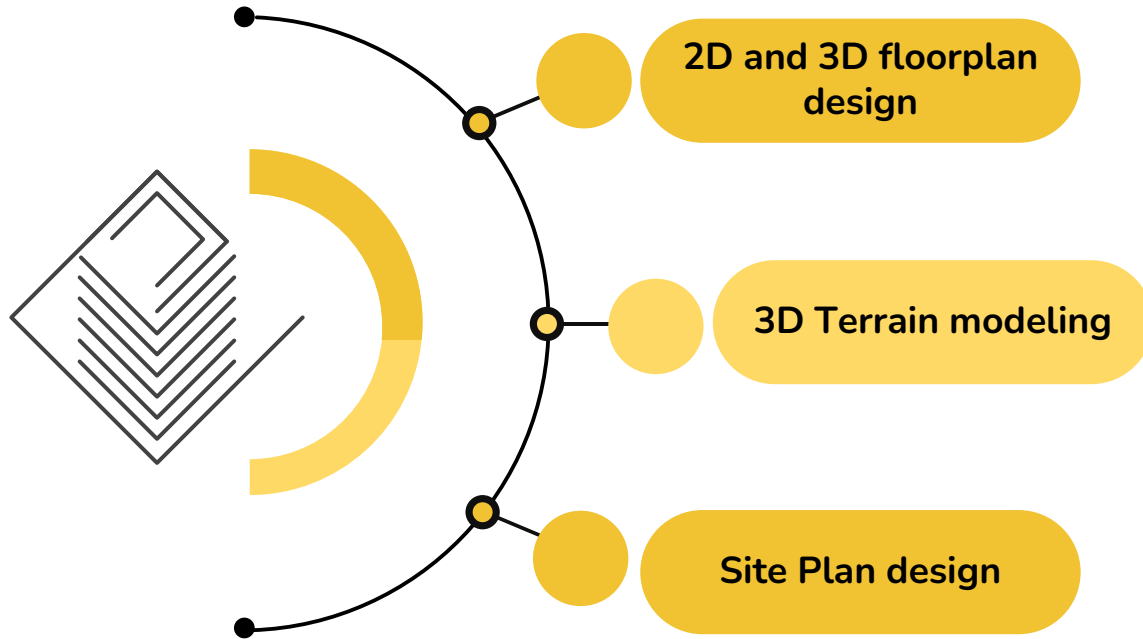 2D and 3D floorplan
design
3D Terrain modeling
Site Plan design